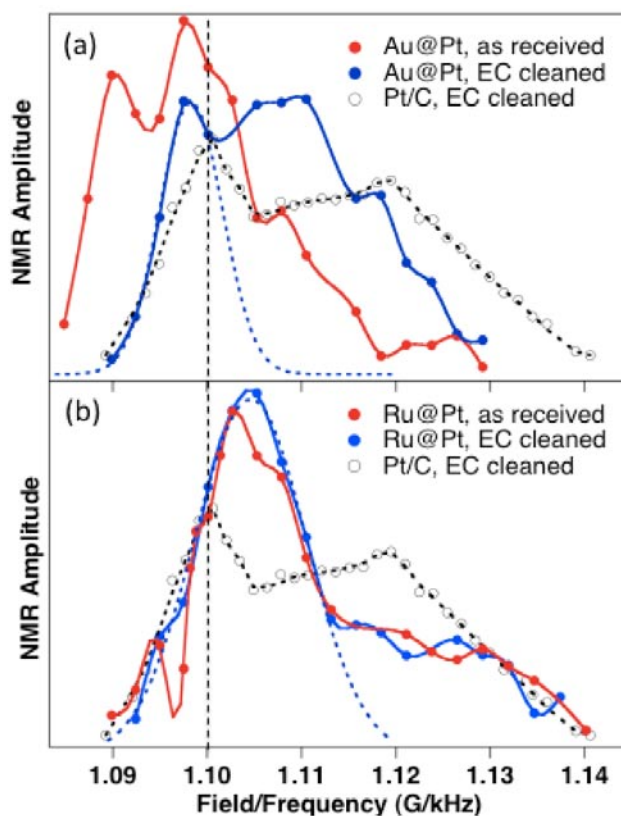 (a)
Au@Pt, as received
Au@Pt, EC cleaned
Pt/C, EC cleaned
NMR Amplitude
(b)
Ru@Pt, as received
Ru@Pt, EC cleaned
Pt/C, EC cleaned
NMR Amplitude
1.09 1.10 1.11 1.12 1.13 1.14
Field/Frequency (G/kHz)